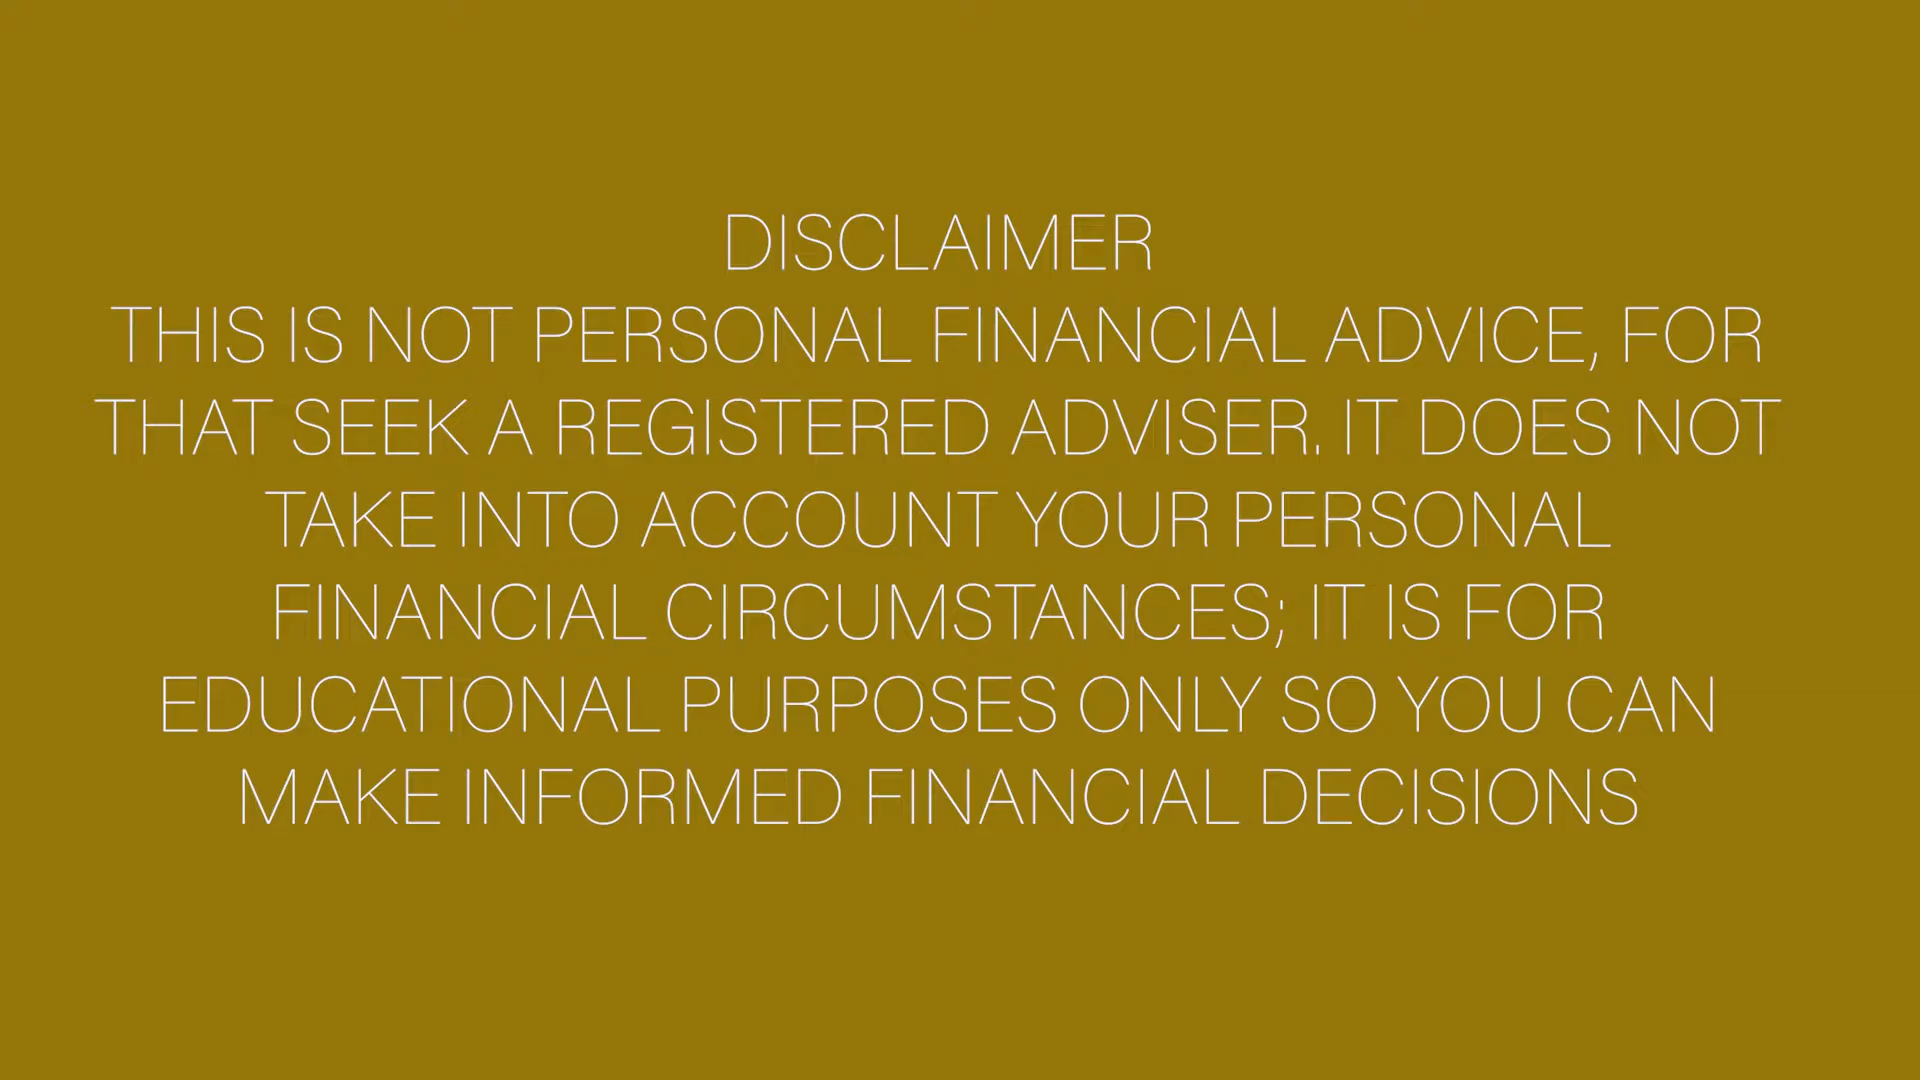 DISCLAIMER
THIS IS NOT PERSONAL FINANCIAL ADVICE, FOR
THAT SEEK A REGISTERED ADVISER. IT DOES NOT
TAKE INTO ACCOUNT YOUR PERSONAL
FINANCIAL CIRCUMSTANCES; IT IS FOR
EDUCATIONAL PURPOSES ONLY SO YOU CAN
MAKE INFORMED FINANCIAL DECISIONS